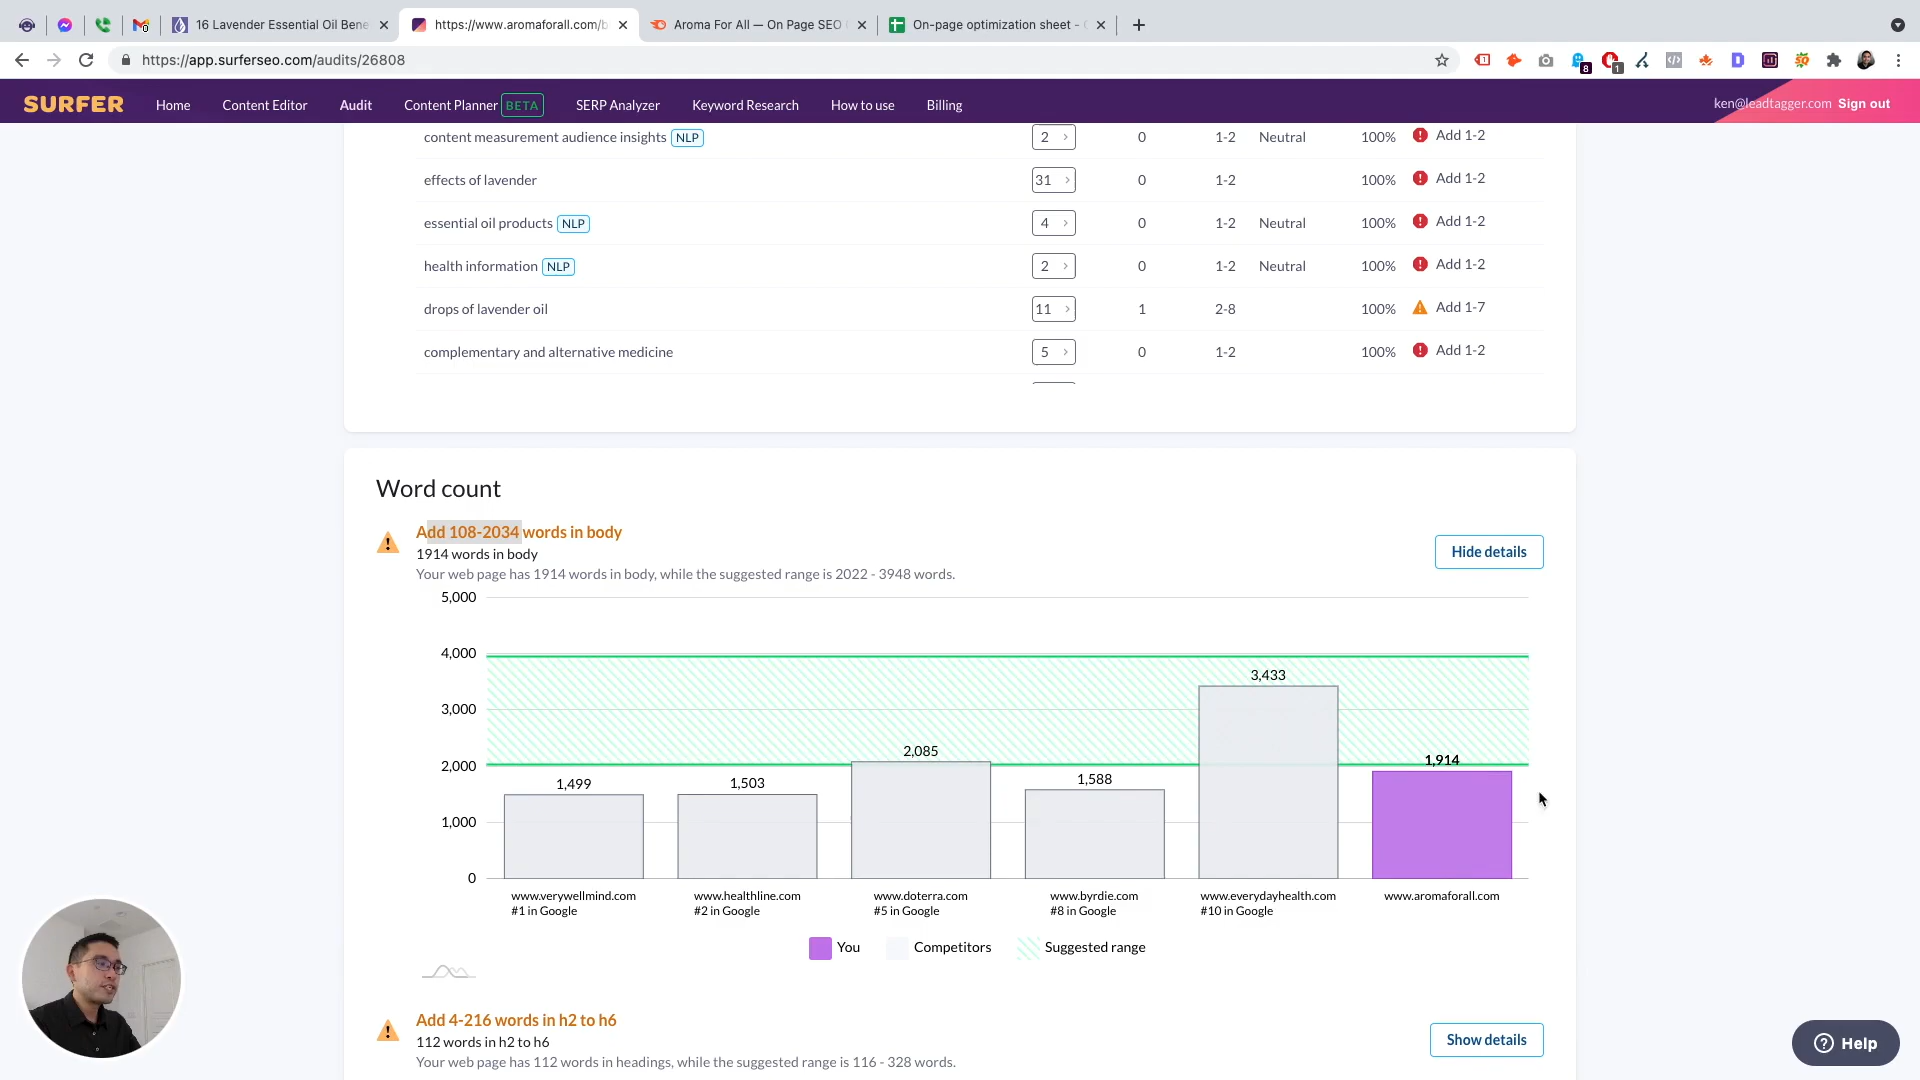 16 Lavender Essential Oil Bene
https://www.aromaforall.com/b
Aroma For All — On Page SEO
On-page optimization sheet -
https://app.surferseo.com/audits/26808
8
1
SURFER
Home
Content Editor
Audit
Content Planner BETA
SERP Analyzer
Keyword Research
How to use
Billing
ken@leadtagger.com Sign out
content measurement audience insights NLP 2 0 1-2 Neutral 100% Add 1-2
effects of lavender 31 0 1-2 100% Add 1-2
essential oil products NLP 4 0 1-2 Neutral 100% Add 1-2
health information NLP 2 0 1-2 Neutral 100% Add 1-2
drops of lavender oil 11 1 2-8 100% Add 1-7
complementary and alternative medicine 5 0 1-2 100% Add 1-2
Word count
Add 108-2034 words in body
1914 words in body
Your web page has 1914 words in body, while the suggested range is 2022 - 3948 words.
Hide details
5,000
4,000
3,000
2,000
1,000
0
1,499
1,503
2,085
1,588
3,433
1,914
www.verywellmind.com
#1 in Google
www.healthline.com
#2 in Google
www.doterra.com
#5 in Google
www.byrdie.com
#8 in Google
www.everydayhealth.com
#10 in Google
www.aromaforall.com
You
Competitors
Suggested range
Add 4-216 words in h2 to h6
112 words in h2 to h6
Your web page has 112 words in headings, while the suggested range is 116 - 328 words.
Show details
Help